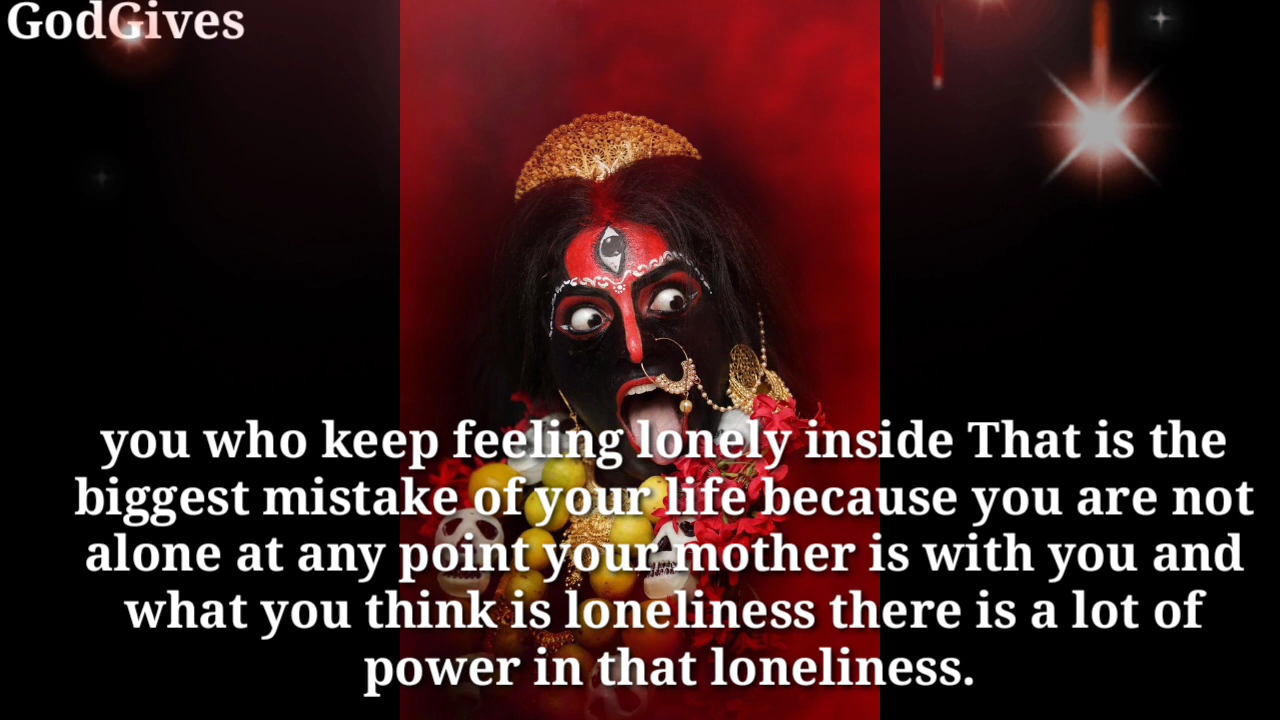 GodGives
you who keep feeling lonely inside That is the
biggest mistake of your life because you are not
alone at any point your mother is with you and
what you think is loneliness there is a lot of
power in that loneliness.